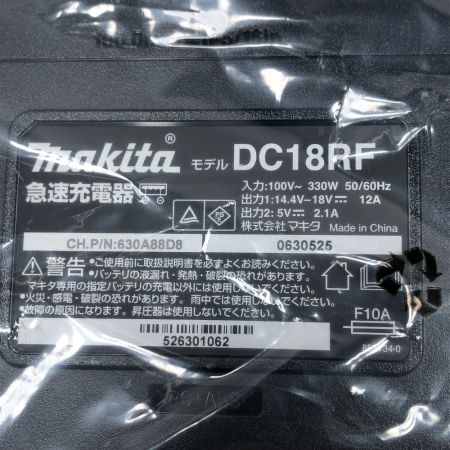 makita® モデル DC18RF
急速充電器
入力:100V~ 330W 50/60Hz
出力1:14.4V⎓18V⎓ 12A
出力2: 5V⎓ 2.1A
株式会社 マキタ Made in China
CH.P/N:630A88D8 0630525
警告
●ご使用前に取扱説明書を必ずよくお読みください。
●バッテリの液漏れ・発熱・破裂の恐れがあります。
マキタ専用の指定バッテリの充電以外には使用しないでください。
●火災・感電・破裂の恐れがあります。雨中では使用しないでください。
●故障の原因になります。昇圧器は使用しないでください。
F10A
526301062